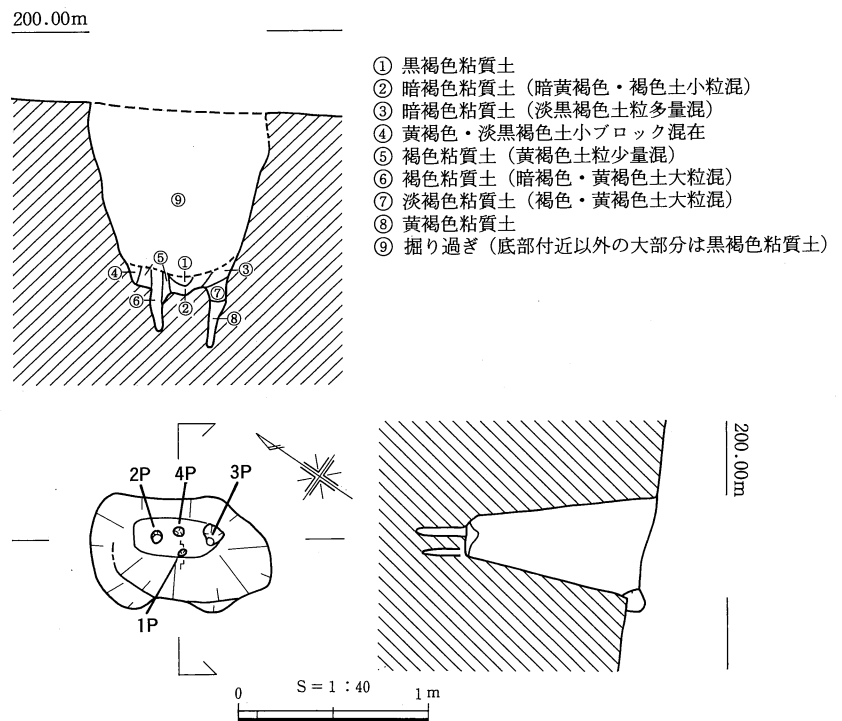 200.00m
① 黒褐色粘質土
② 暗褐色粘質土（暗黄褐色・褐色土小粒混）
③ 暗褐色粘質土（淡黒褐色土粒多量混）
④ 黄褐色・淡黒褐色土小ブロック混在
⑤ 褐色粘質土（黄褐色土粒少量混）
⑥ 褐色粘質土（暗褐色・黄褐色土大粒混）
⑦ 淡褐色粘質土（褐色・黄褐色土大粒混）
⑧ 黄褐色粘質土
⑨ 掘り過ぎ（底部付近以外の大部分は黒褐色粘質土）
⑨
⑤
①
④
③
⑦
⑥
②
⑧
2P
4P
3P
1P
200.00m
S＝1：40
0
1m